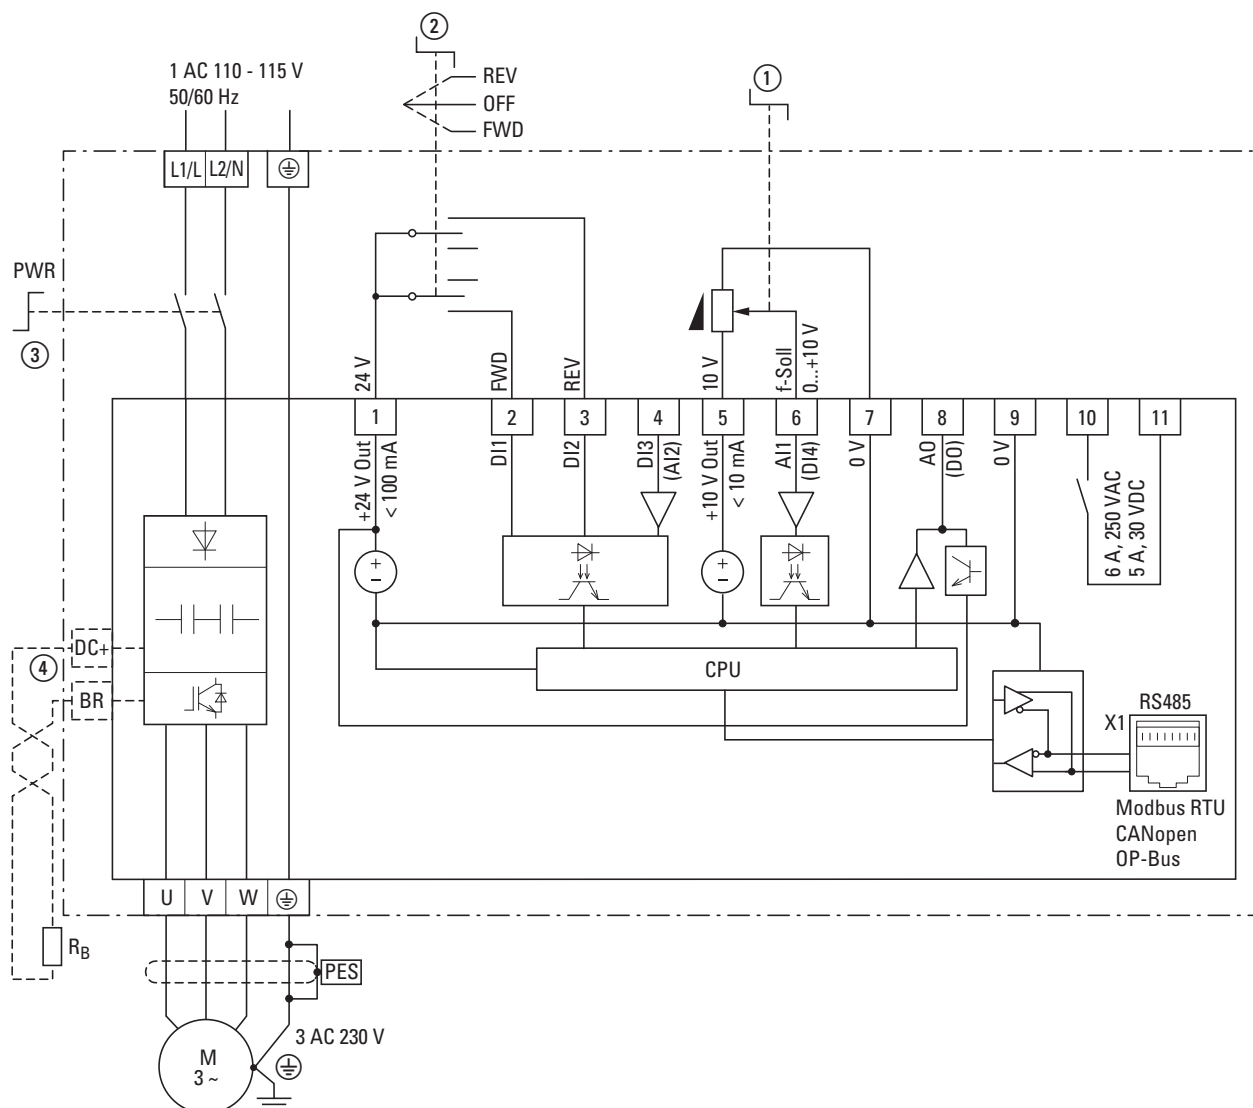 ②
1 AC 110 - 115 V
50/60 Hz
REV
OFF
FWD
①
L1/L
L2/N
PWR
③
24 V
FWD
REV
10 V
f-Soll
0...+10 V
1
2
3
4
5
6
7
8
9
10
11
+24 V Out
< 100 mA
DI1
DI2
DI3
(AI2)
+10 V Out
< 10 mA
AI1
(DI4)
0 V
AO
(DO)
0 V
6 A, 250 VAC
5 A, 30 VDC
+
-
+
-
DC+
④
BR
CPU
RS485
X1
Modbus RTU
CANopen
OP-Bus
U
V
W
RB
PES
3 AC 230 V
M
3 ~